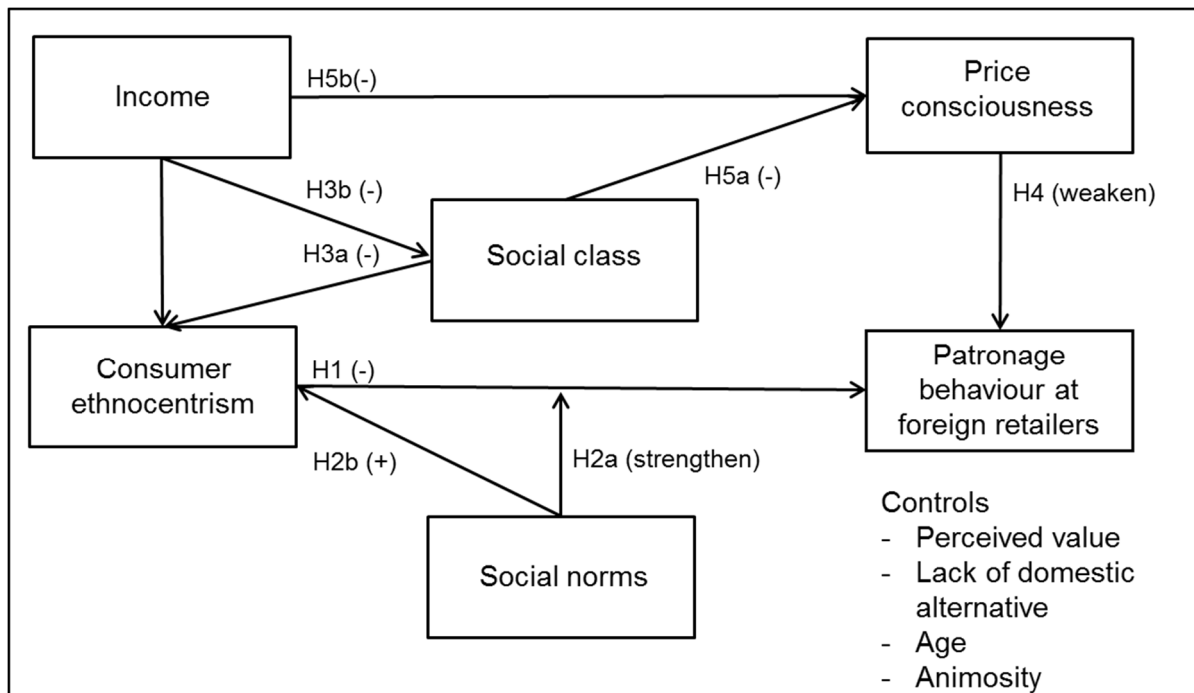 Income
H5b(-)
Price
consciousness
H3b (-)
H5a (-)
H4 (weaken)
H3a (-)
Social class
Consumer
ethnocentrism
H1 (-)
Patronage
behaviour at
foreign retailers
H2b (+)
H2a (strengthen)
Social norms
Controls
- Perceived value
- Lack of domestic
alternative
- Age
- Animosity